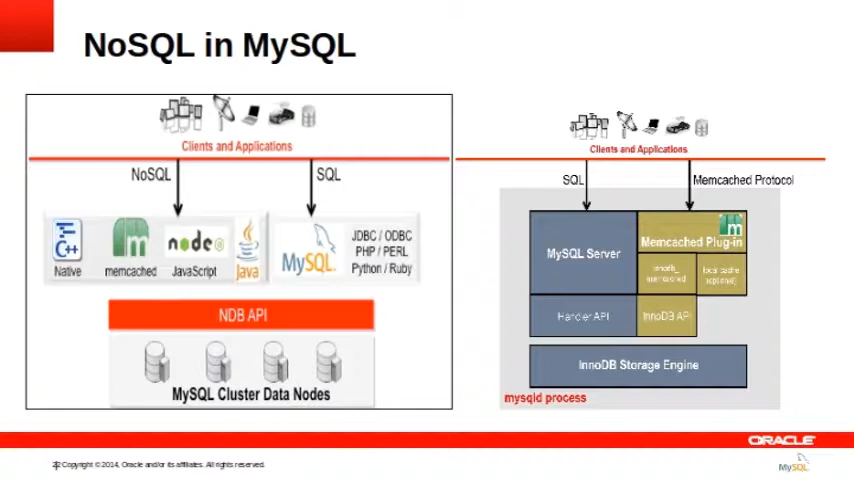 NoSQL in MySQL
Clients and Applications
NoSQL
SQL
C++
Native
memcached
node
JavaScript
Java
MySQL
JDBC / ODBC
PHP / PERL
Python / Ruby
NDB API
MySQL Cluster Data Nodes
Clients and Applications
SQL
Memcached Protocol
MySQL Server
m
Memcached Plug-in
innodb_
memcached
local cache
(optional)
Handler API
InnoDB API
InnoDB Storage Engine
mysqld process
ORACLE
Copyright © 2014, Oracle and/or its affiliates. All rights reserved.
MySQL